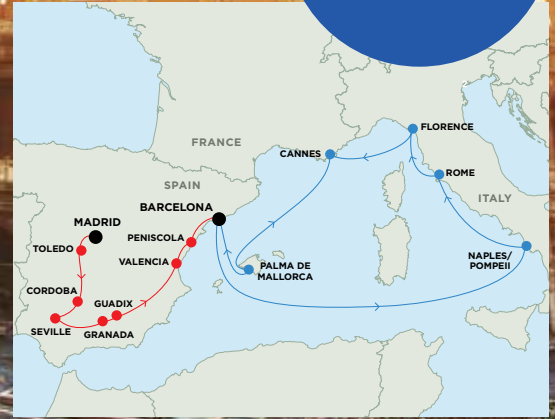 FRANCE
SPAIN
BARCELONA
MADRID
TOLEDO
PENISCOLA
VALENCIA
CORDOBA
GUADIX
SEVILLE
GRANADA
CANNES
FLORENCE
ROME
ITALY
NAPLES/
POMPEII
PALMA DE
MALLORCA